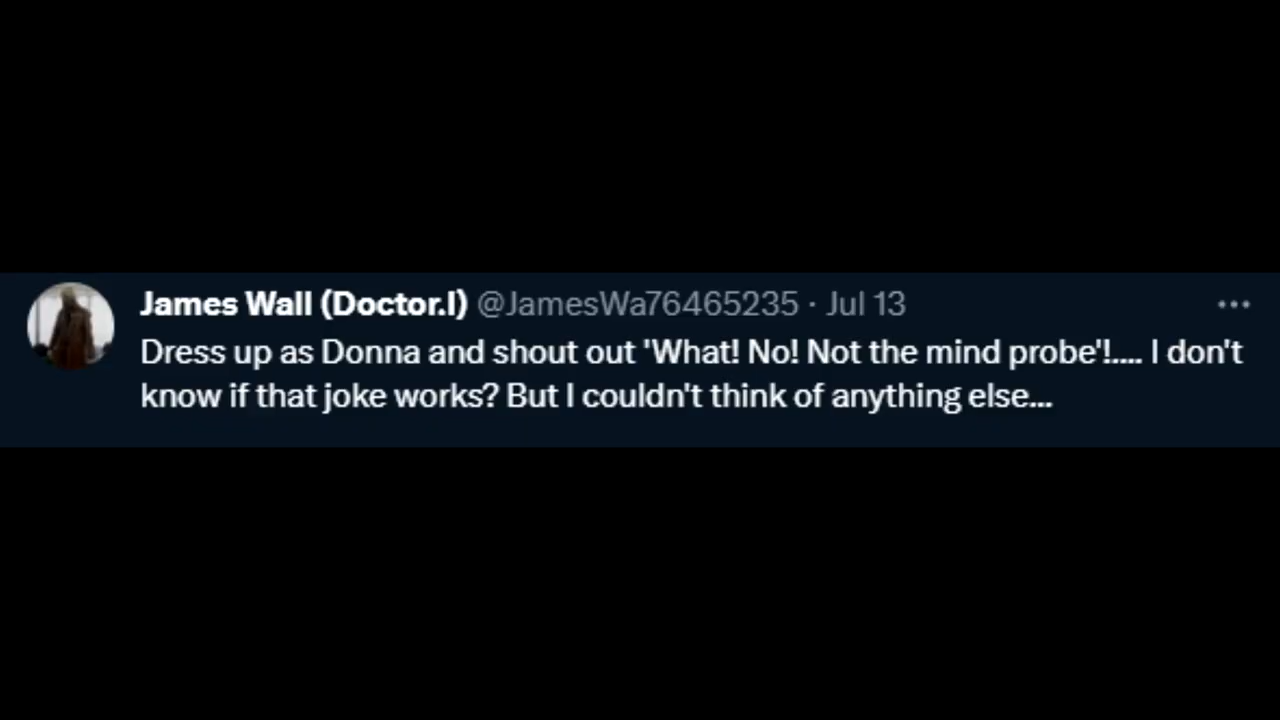 James Wall (Doctor.I) @JamesWa76465235 · Jul 13
Dress up as Donna and shout out 'What! No! Not the mind probe'!.... I don't
know if that joke works? But I couldn't think of anything else...